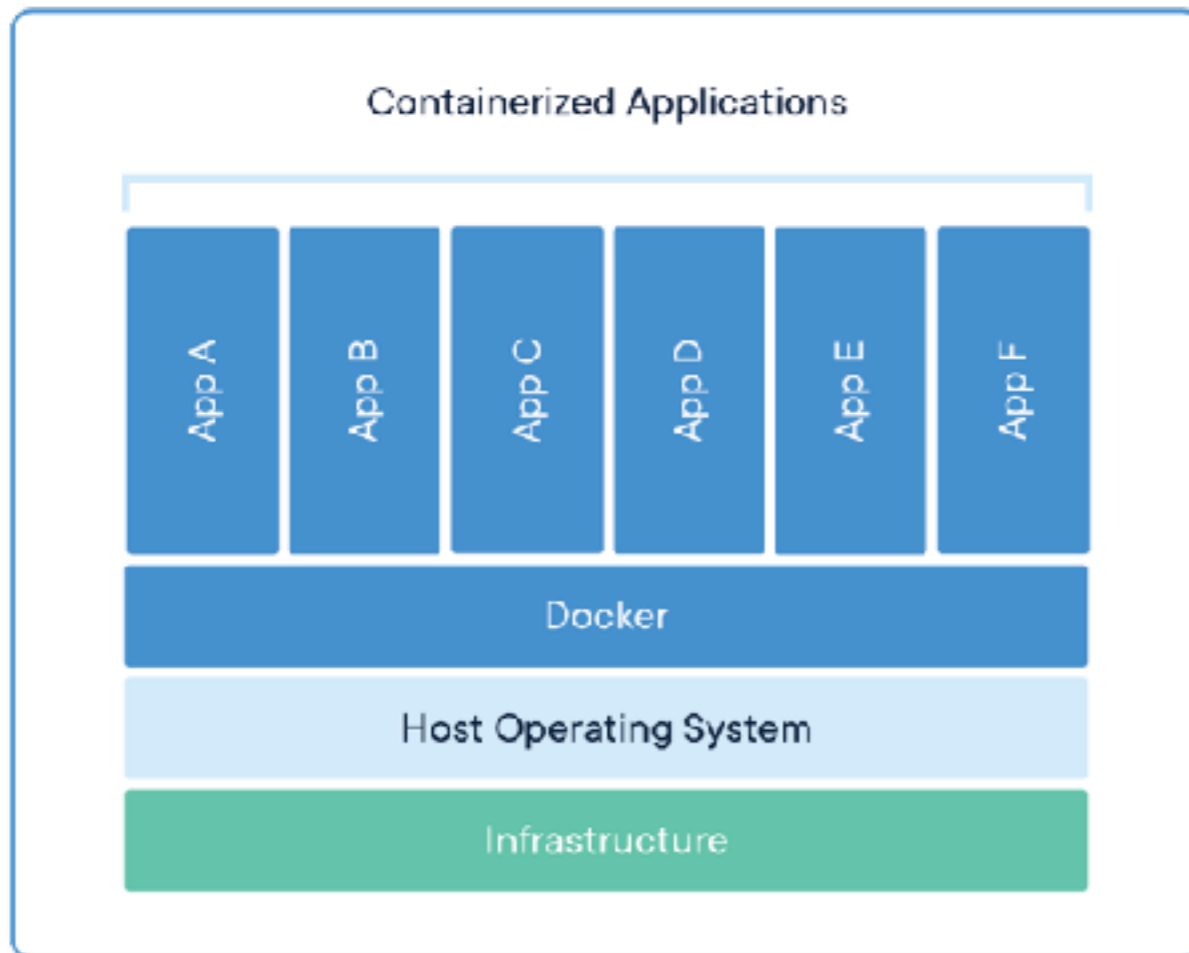 Containerized Applications
App A
App B
App C
App D
App E
App F
Docker
Host Operating System
Infrastructure